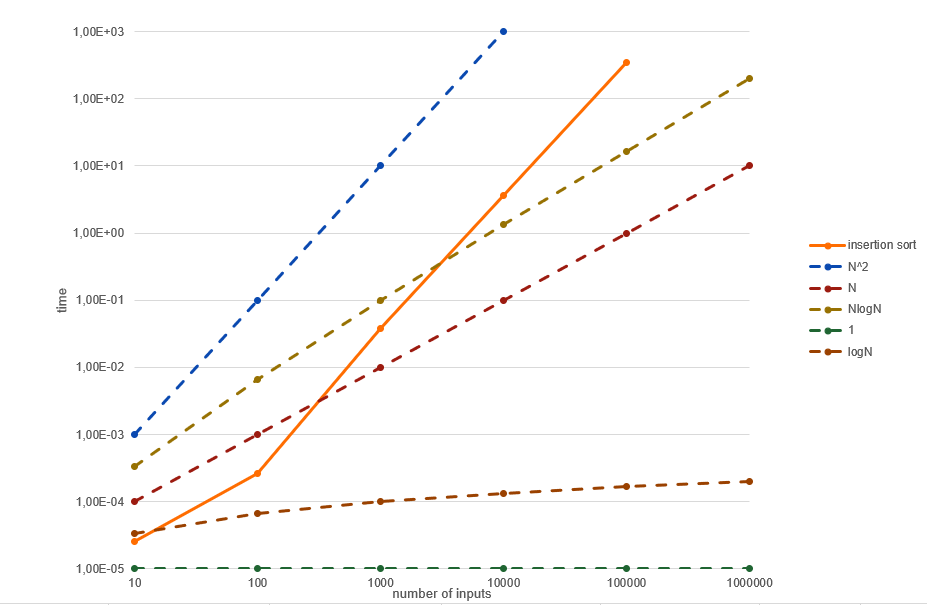 1,00E+03
1,00E+02
1,00E+01
1,00E+00
1,00E-01
1,00E-02
1,00E-03
1,00E-04
1,00E-05
time
10 100 1000 10000 100000 1000000
number of inputs
insertion sort
N^2
N
NlogN
1
logN